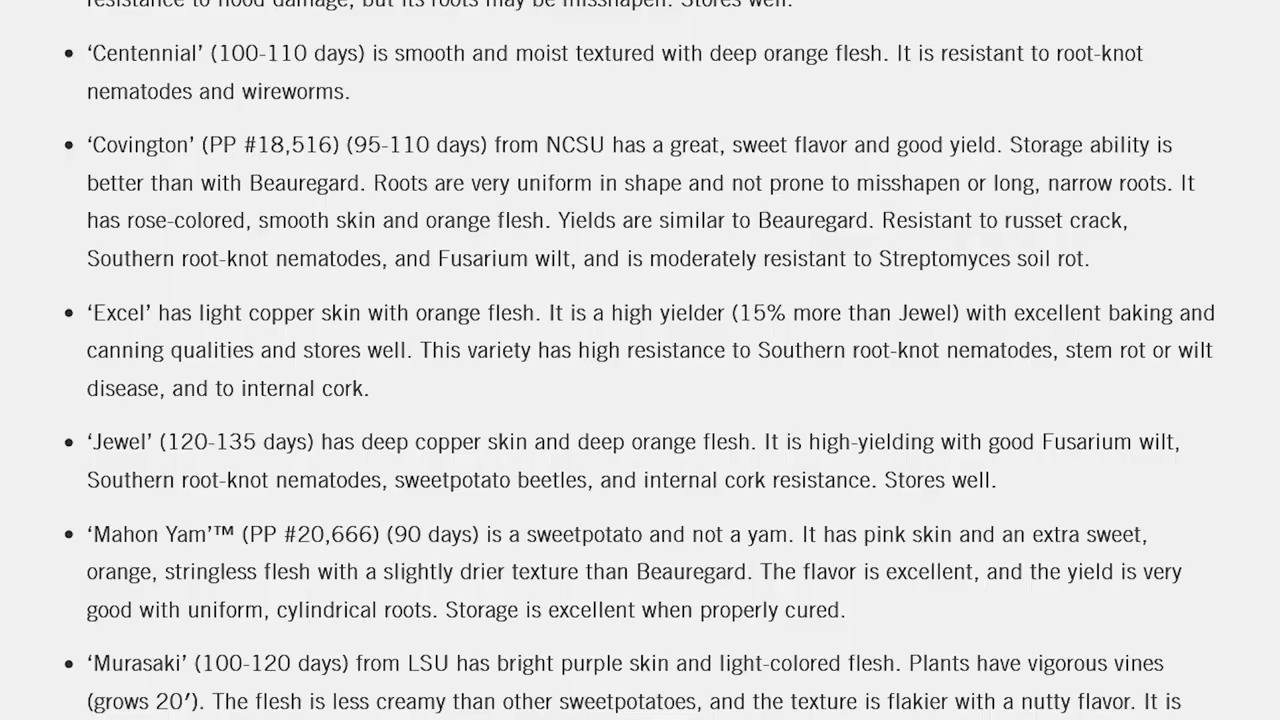 resistance to flood damage, but its roots may be misshapen. Stores well.
• ‘Centennial’ (100-110 days) is smooth and moist textured with deep orange flesh. It is resistant to root-knot
nematodes and wireworms.
• ‘Covington’ (PP #18,516) (95-110 days) from NCSU has a great, sweet flavor and good yield. Storage ability is
better than with Beauregard. Roots are very uniform in shape and not prone to misshapen or long, narrow roots. It
has rose-colored, smooth skin and orange flesh. Yields are similar to Beauregard. Resistant to russet crack,
Southern root-knot nematodes, and Fusarium wilt, and is moderately resistant to Streptomyces soil rot.
• ‘Excel’ has light copper skin with orange flesh. It is a high yielder (15% more than Jewel) with excellent baking and
canning qualities and stores well. This variety has high resistance to Southern root-knot nematodes, stem rot or wilt
disease, and to internal cork.
• ‘Jewel’ (120-135 days) has deep copper skin and deep orange flesh. It is high-yielding with good Fusarium wilt,
Southern root-knot nematodes, sweetpotato beetles, and internal cork resistance. Stores well.
• ‘Mahon Yam’™ (PP #20,666) (90 days) is a sweetpotato and not a yam. It has pink skin and an extra sweet,
orange, stringless flesh with a slightly drier texture than Beauregard. The flavor is excellent, and the yield is very
good with uniform, cylindrical roots. Storage is excellent when properly cured.
• ‘Murasaki’ (100-120 days) from LSU has bright purple skin and light-colored flesh. Plants have vigorous vines
(grows 20′). The flesh is less creamy than other sweetpotatoes, and the texture is flakier with a nutty flavor. It is